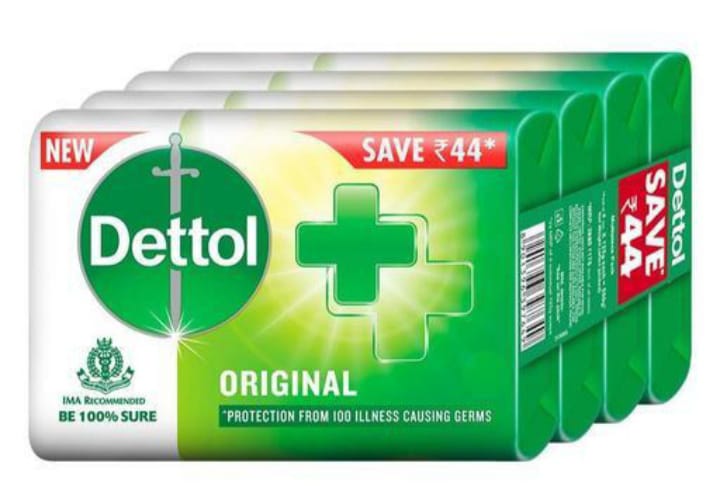 NEW
SAVE ₹44*
Dettol
IMA RECOMMENDED
BE 100% SURE
ORIGINAL
*PROTECTION FROM 100 ILLNESS CAUSING GERMS
Dettol
SAVE*
₹44